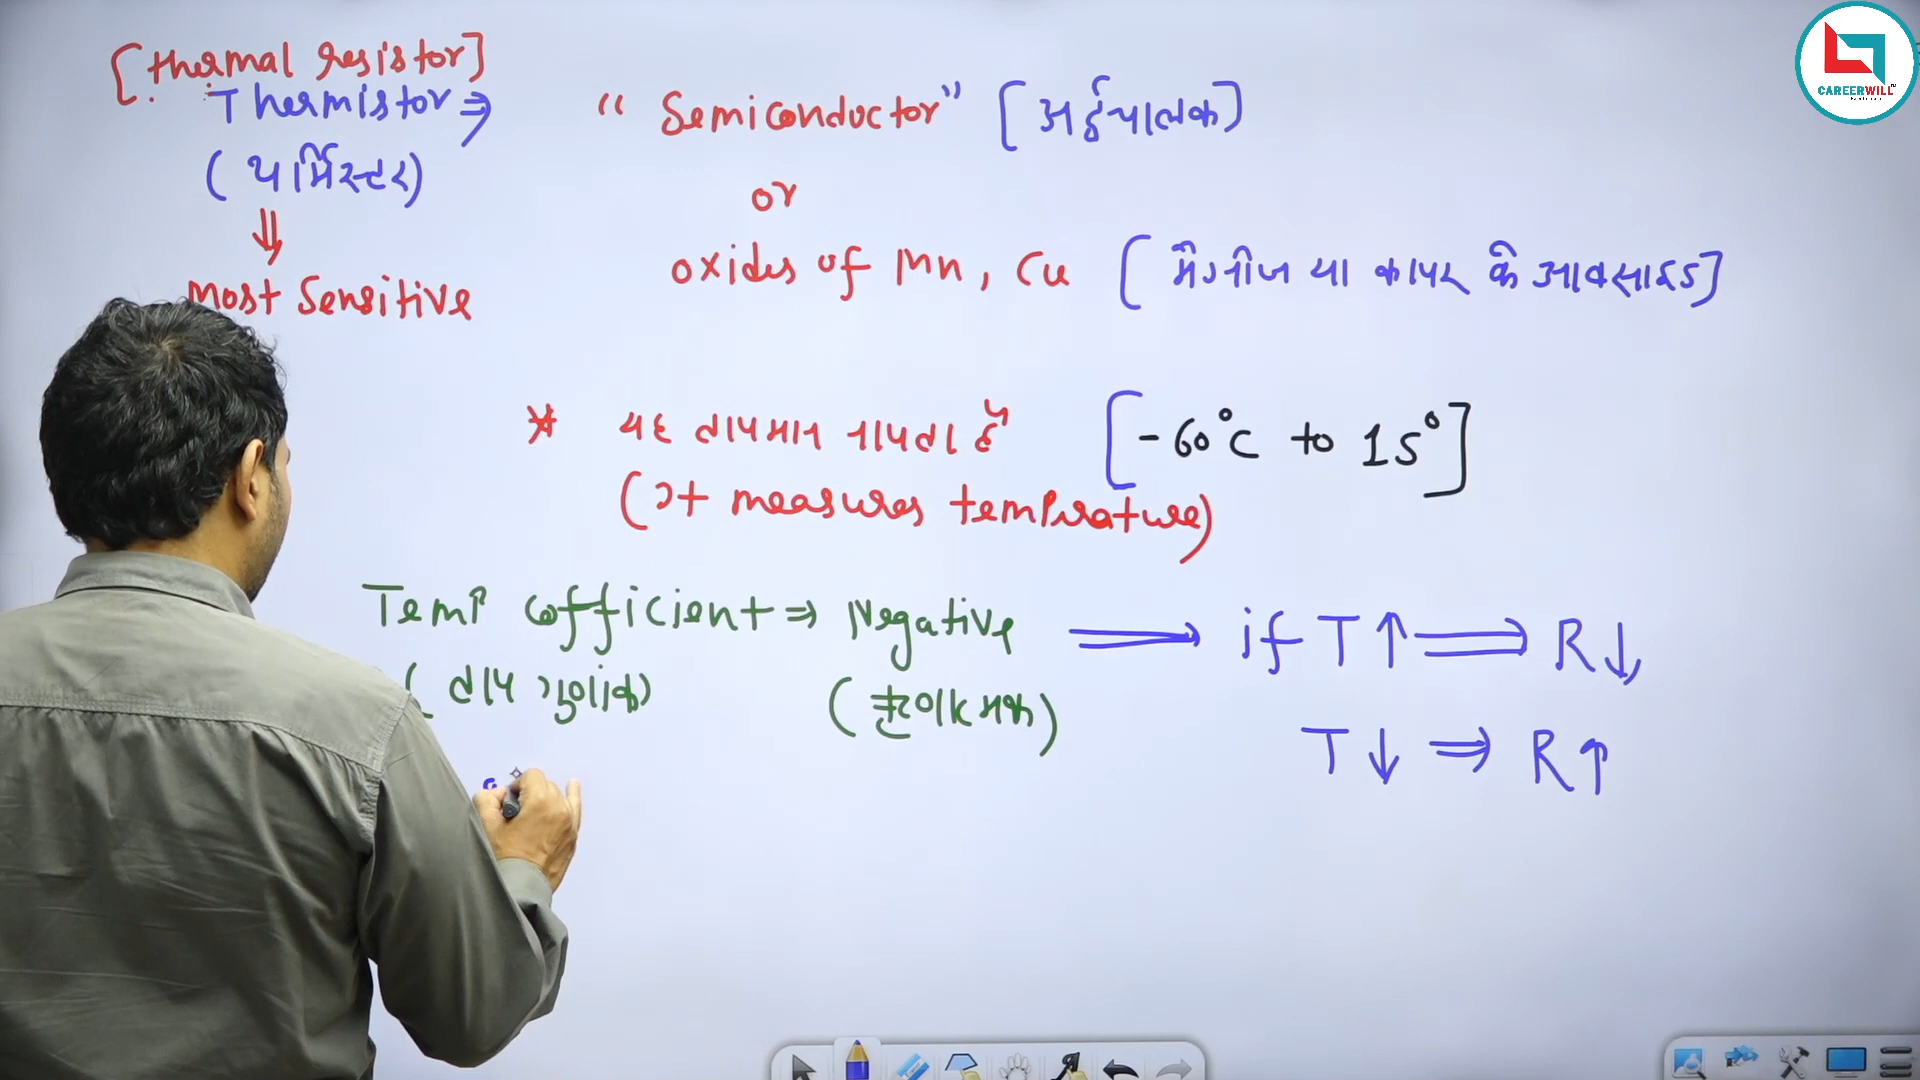 [thermal resistor]
Thermistor ⇒ "Semiconductor" [अर्द्धचालक]
(थर्मिस्टर)
or
⇓
Most Sensitive
oxides of Mn, Cu [मैंगनीज या कापर के आक्साइड]
* यह तापमान नापता है [-60°C to 15°]
(It measures temperature)
Temp cofficient ⇒ Negative ⟹ if T↑ ⟹ R↓,
(ताप गुणांक) (ऋणात्मक)
T↓ ⇒ R↑
CAREERWILL